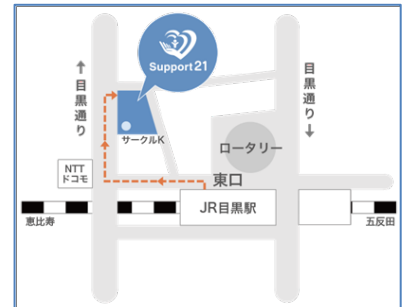 Support21
↑
目黒通り
目黒通り
↓
サークルK
ロータリー
NTT
ドコモ
東口
JR目黒駅
恵比寿
五反田